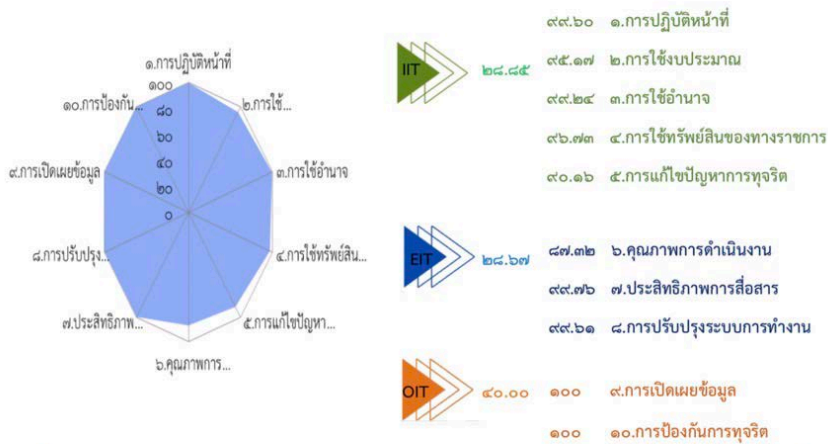 ๑.การปฏิบัติหน้าที่
๑๐๐
๘๐
๖๐
๔๐
๒๐
๐
๒.การใช้...
๓.การใช้อำนาจ
๔.การใช้ทรัพย์สิน...
๕.การแก้ไขปัญหา...
๖.คุณภาพการ...
๗.ประสิทธิภาพ...
๘.การปรับปรุง...
๙.การเปิดเผยข้อมูล
๑๐.การป้องกัน...
IIT ๒๘.๘๕
๙๙.๖๐ ๑.การปฏิบัติหน้าที่
๙๕.๑๗ ๒.การใช้งบประมาณ
๙๙.๒๔ ๓.การใช้อำนาจ
๙๖.๗๓ ๔.การใช้ทรัพย์สินของทางราชการ
๙๐.๑๖ ๕.การแก้ไขปัญหาการทุจริต
EIT ๒๘.๖๗
๘๗.๓๒ ๖.คุณภาพการดำเนินงาน
๙๙.๗๖ ๗.ประสิทธิภาพการสื่อสาร
๙๙.๖๑ ๘.การปรับปรุงระบบการทำงาน
OIT ๔๐.๐๐
๑๐๐ ๙.การเปิดเผยข้อมูล
๑๐๐ ๑๐.การป้องกันการทุจริต